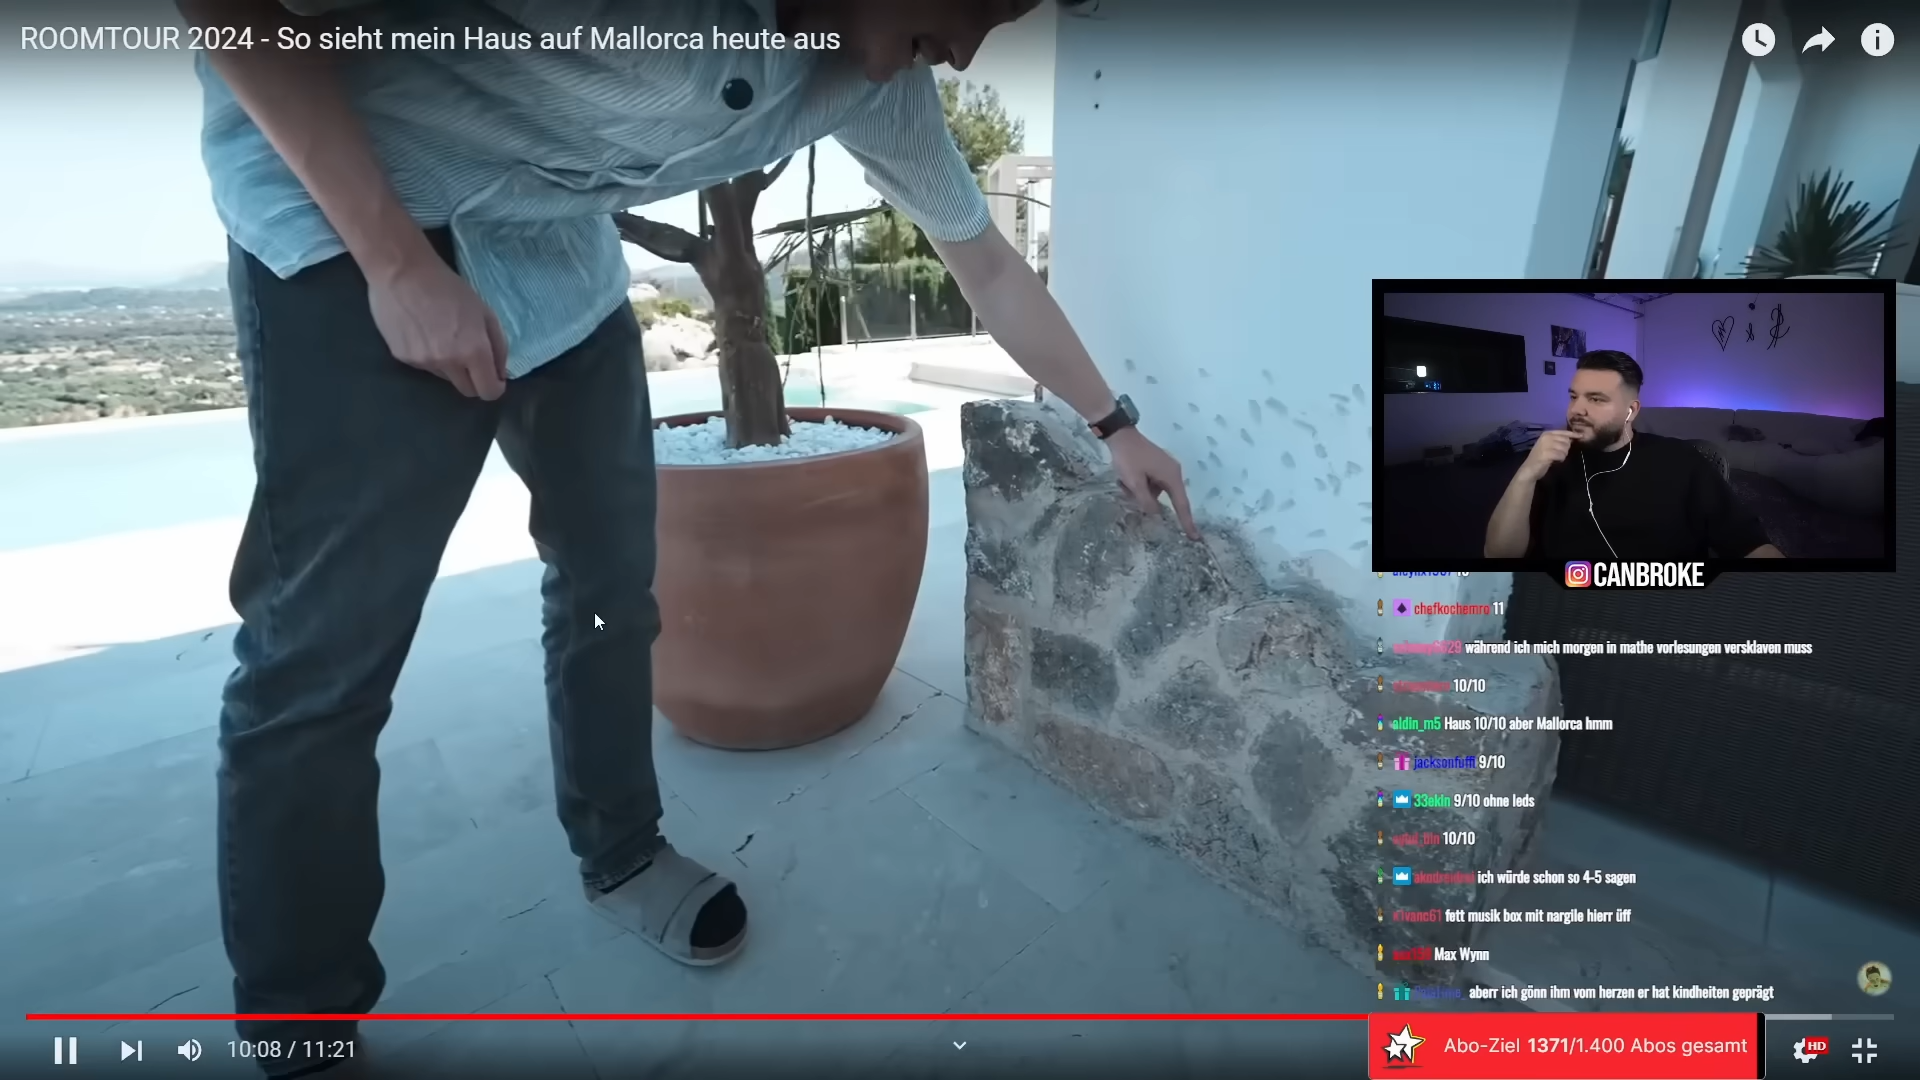 ROOMTOUR 2024 - So sieht mein Haus auf Mallorca heute aus
CANBROKE
chefkochemro 11
während ich mich morgen in mathe vorlesungen versklaven muss
10/10
aldin_m5 Haus 10/10 aber Mallorca hmm
jacksonfuffi 9/10
33ekln 9/10 ohne leds
10/10
ich würde schon so 4-5 sagen
fett musik box mit nargile hierr üff
Max Wynn
aberr ich gönn ihm vom herzen er hat kindheiten geprägt
10:08 / 11:21
Abo-Ziel 1371/1.400 Abos gesamt
HD